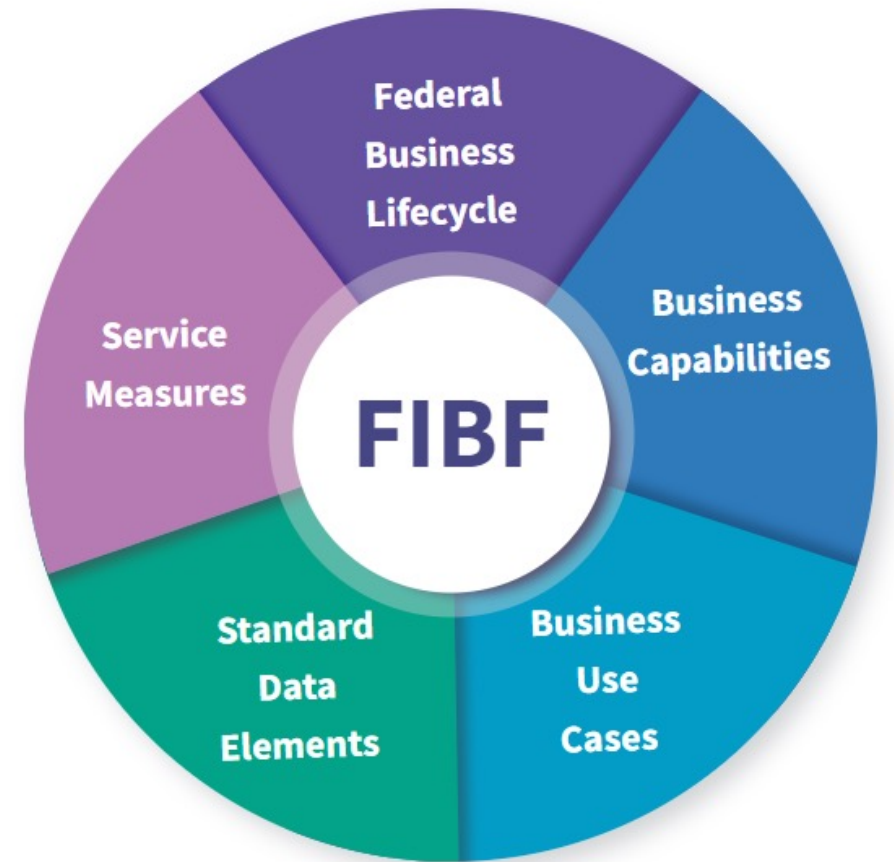 Federal
Business
Lifecycle
Business
Capabilities
Business
Use
Cases
Standard
Data
Elements
Service
Measures
FIBF